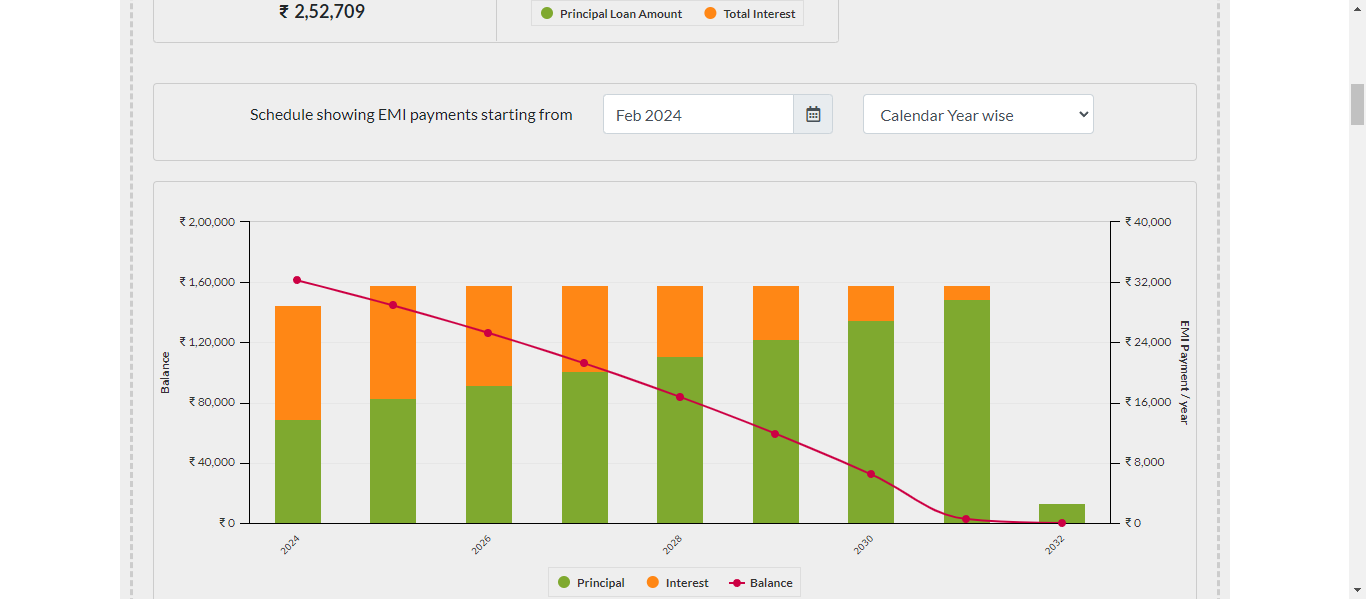 ₹ 2,52,709
Principal Loan Amount Total Interest
Schedule showing EMI payments starting from Feb 2024 Calendar Year wise
₹ 2,00,000 ₹ 40,000
₹ 1,60,000 ₹ 32,000
₹ 1,20,000 ₹ 24,000
₹ 80,000 ₹ 16,000
₹ 40,000 ₹ 8,000
₹ 0 ₹ 0
Balance
EMI Payment / year
2024 2026 2028 2030 2032
Principal Interest Balance